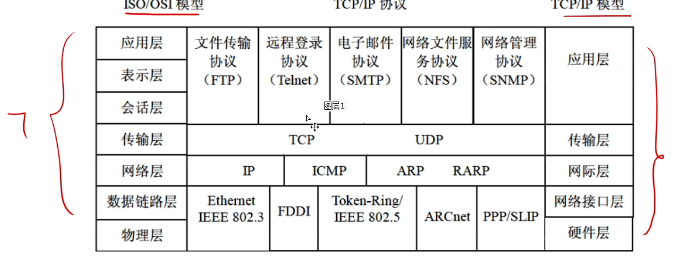 ISO/OSI 模型 TCP/IP 协议 TCP/IP 模型
应用层
表示层
会话层
文件传输
协议
(FTP)
远程登录
协议
(Telnet)
电子邮件
协议
(SMTP)
网络文件服
务协议
(NFS)
网络管理
协议
(SNMP)
应用层
图层1
传输层 TCP UDP 传输层
网络层 IP ICMP ARP RARP 网际层
数据链路层
物理层
Ethernet
IEEE 802.3
FDDI
Token-Ring/
IEEE 802.5
ARCnet
PPP/SLIP
网络接口层
硬件层